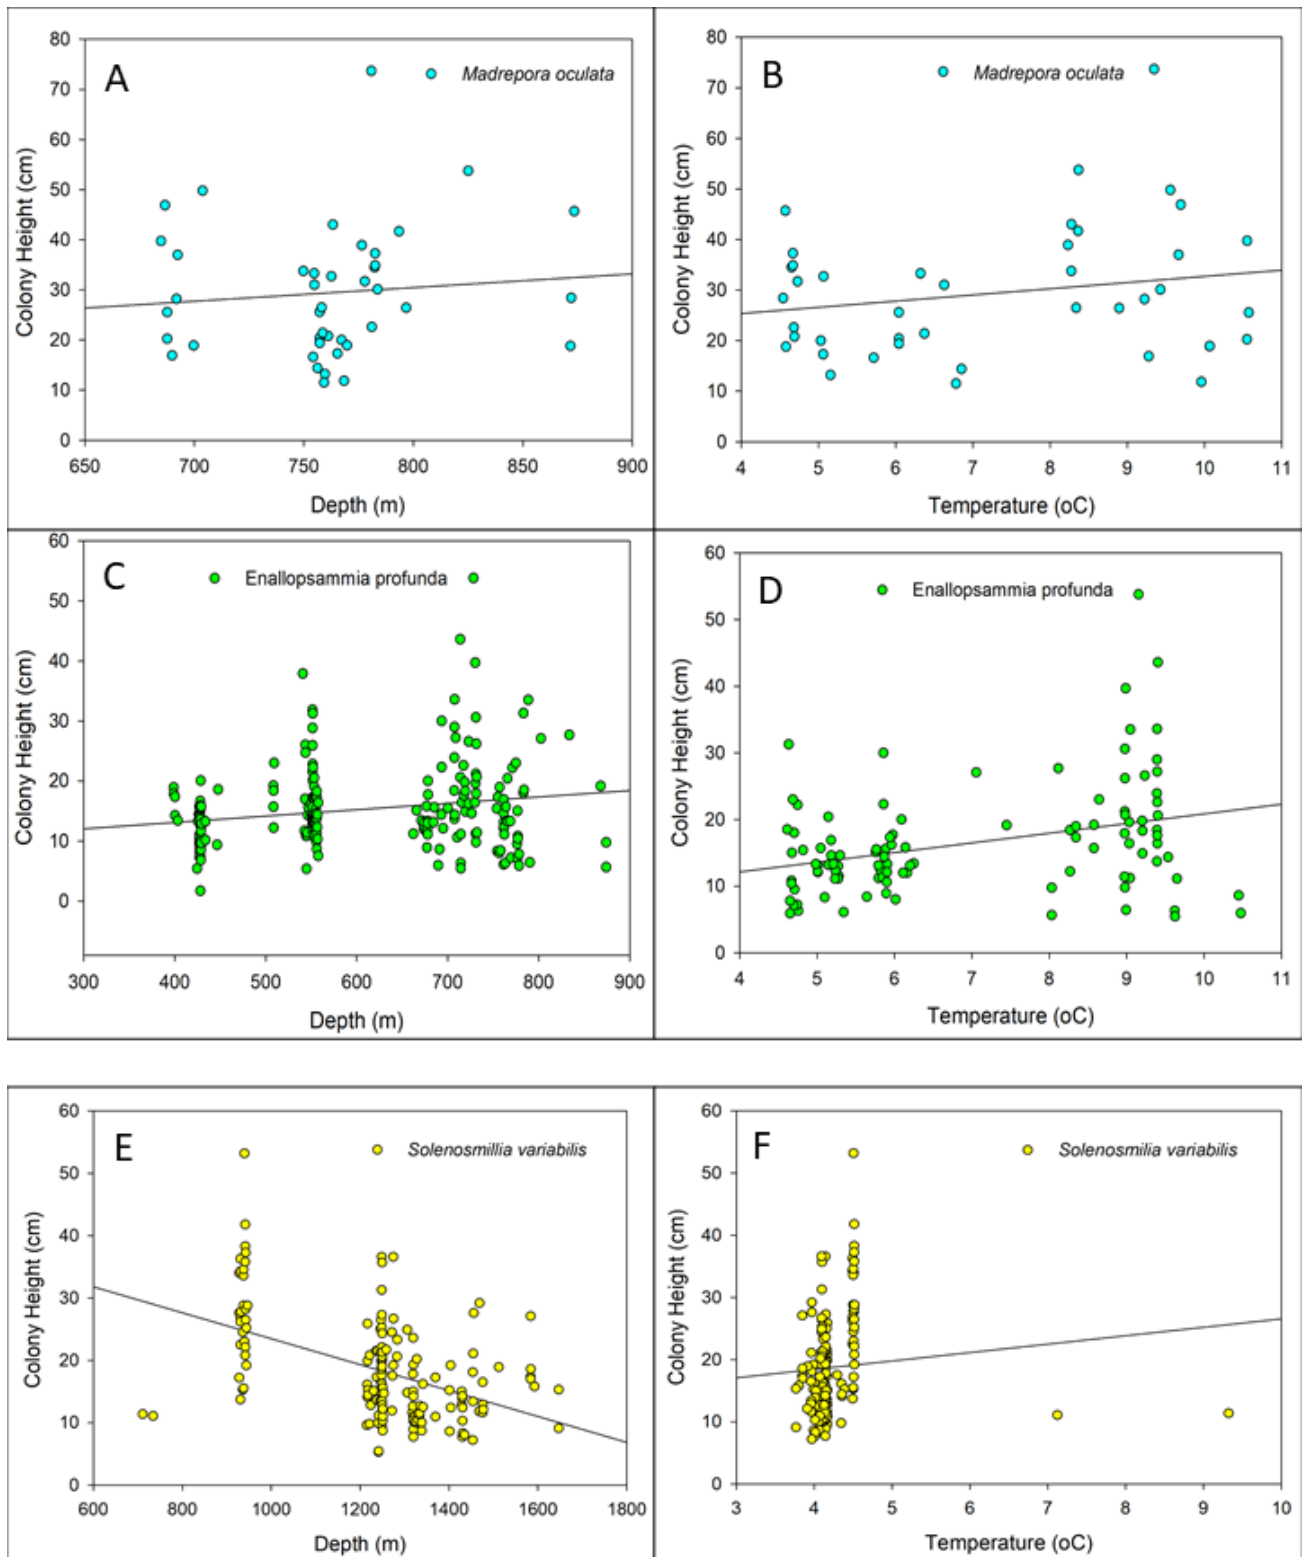 A
Madrepora oculata
80
70
60
50
40
30
20
10
0
Colony Height (cm)
650 700 750 800 850 900
Depth (m)
B
Madrepora oculata
80
70
60
50
40
30
20
10
0
Colony Height (cm)
4 5 6 7 8 9 10 11
Temperature (oC)
C
Enallopsammia profunda
60
50
40
30
20
10
0
Colony Height (cm)
300 400 500 600 700 800 900
Depth (m)
D
Enallopsammia profunda
60
50
40
30
20
10
0
Colony Height (cm)
4 5 6 7 8 9 10 11
Temperature (oC)
E
Solenosmillia variabilis
60
50
40
30
20
10
0
Colony Height (cm)
600 800 1000 1200 1400 1600 1800
Depth (m)
F
Solenosmilia variabilis
60
50
40
30
20
10
0
Colony Height (cm)
3 4 5 6 7 8 9 10
Temperature (oC)